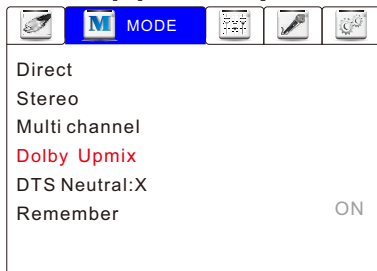 M MODE
Direct
Stereo
Multi channel
Dolby Upmix
DTS Neutral:X
Remember ON